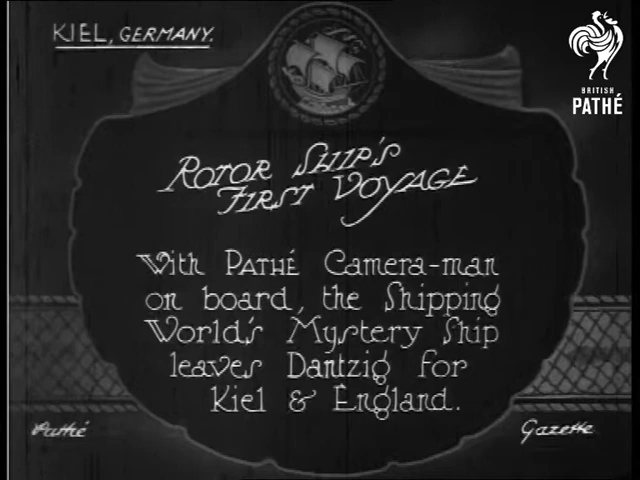 KIEL, GERMANY.
BRITISH
PATHÉ
ROTOR SHIP'S
FIRST VOYAGE
With PATHÉ Camera-man
on board, the Shipping
World's Mystery Ship
leaves Dantzig for
Kiel & England.
Pathé
Gazette